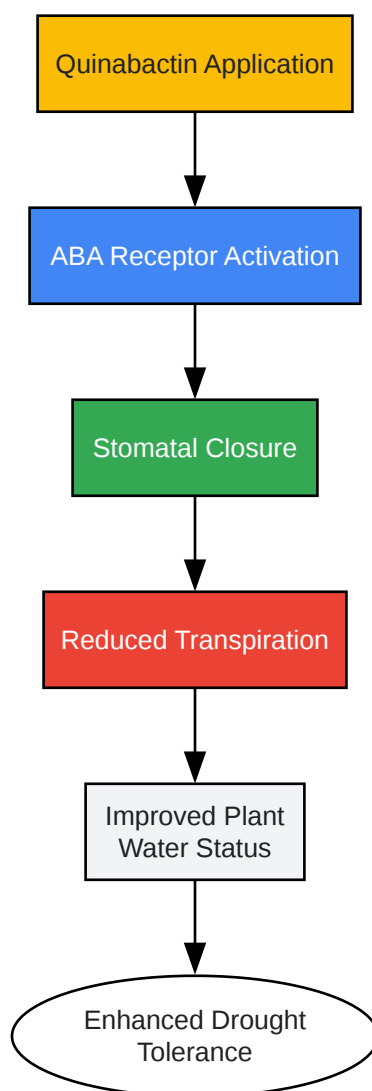 Quinabactin Application
ABA Receptor Activation
Stomatal Closure
Reduced Transpiration
Improved Plant
Water Status
Enhanced Drought
Tolerance